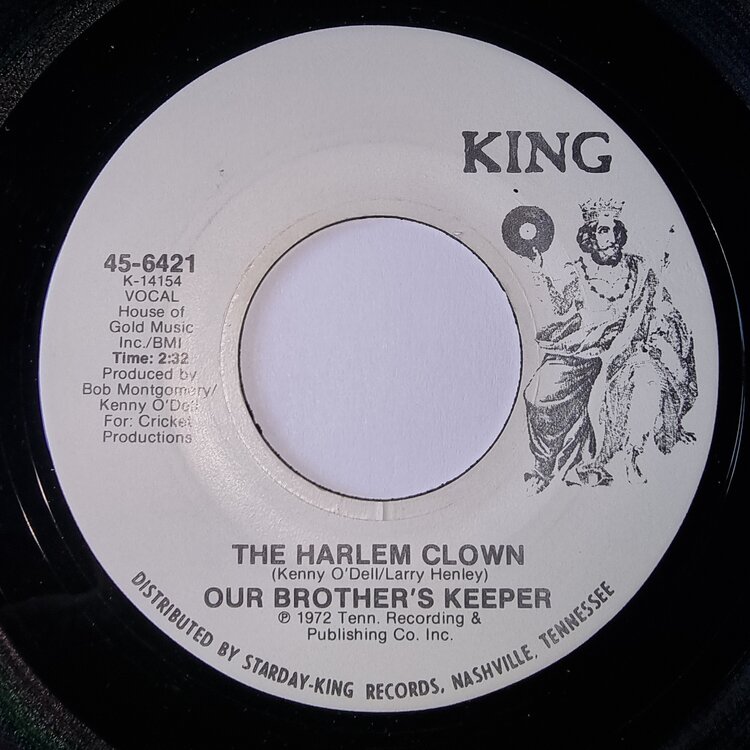 KING
45-6421
K-14154
VOCAL
House of
Gold Music
Inc./BMI
Time: 2:32
Produced by
Bob Montgomery/
Kenny O'Dell
For: Cricket
Productions
THE HARLEM CLOWN
(Kenny O'Dell/Larry Henley)
OUR BROTHER'S KEEPER
℗ 1972 Tenn. Recording &
Publishing Co. Inc.
DISTRIBUTED BY STARDAY-KING RECORDS, NASHVILLE, TENNESSEE